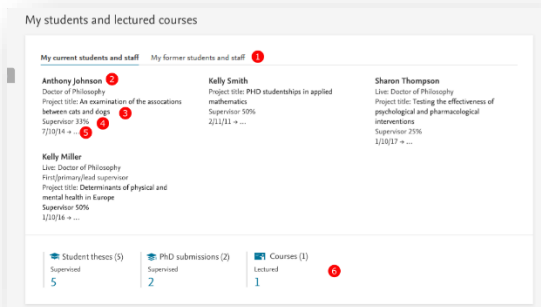 My students and lectured courses
My current students and staff
My former students and staff
1
Anthony Johnson
2
Doctor of Philosophy
Project title: An examination of the assocations
between cats and dogs
3
Supervisor 33%
4
7/10/14 → ...
5
Kelly Smith
Project title: PHD studentships in applied
mathematics
Supervisor 50%
2/11/11 → ...
Sharon Thompson
Live: Doctor of Philosophy
Project title: Testing the effectiveness of
psychological and pharmacological
interventions
Supervisor 25%
1/10/17 → ...
Kelly Miller
Live: Doctor of Philosophy
First/primary/lead supervisor
Project title: Determinants of physical and
mental health in Europe
Supervisor 50%
1/10/16 → ...
Student theses (5)
Supervised
5
PhD submissions (2)
Supervised
2
Courses (1)
Lectured
1
6